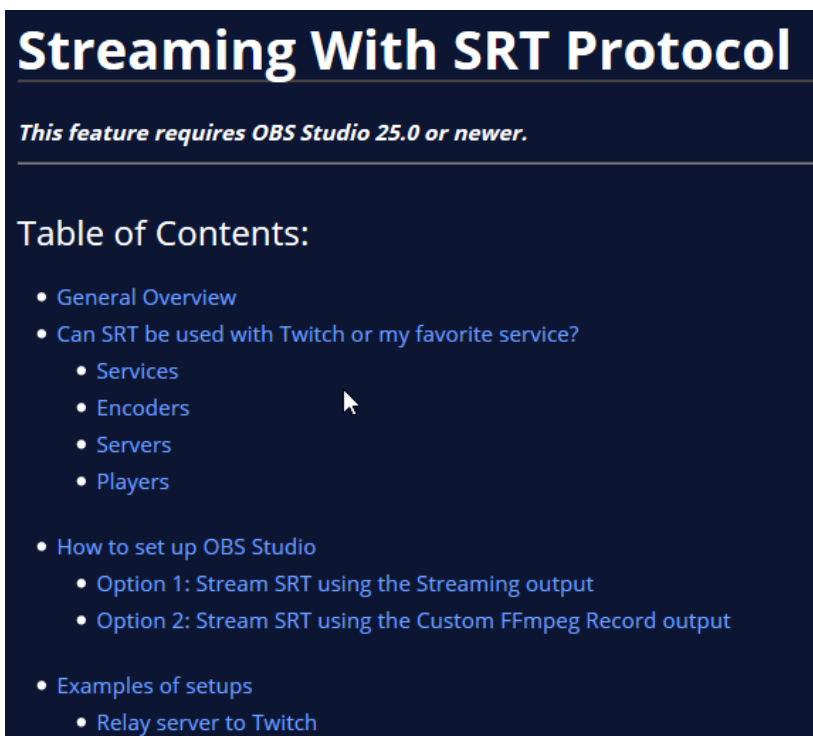 Streaming With SRT Protocol
This feature requires OBS Studio 25.0 or newer.
Table of Contents:
General Overview
Can SRT be used with Twitch or my favorite service?
Services
Encoders
Servers
Players
How to set up OBS Studio
Option 1: Stream SRT using the Streaming output
Option 2: Stream SRT using the Custom FFmpeg Record output
Examples of setups
Relay server to Twitch